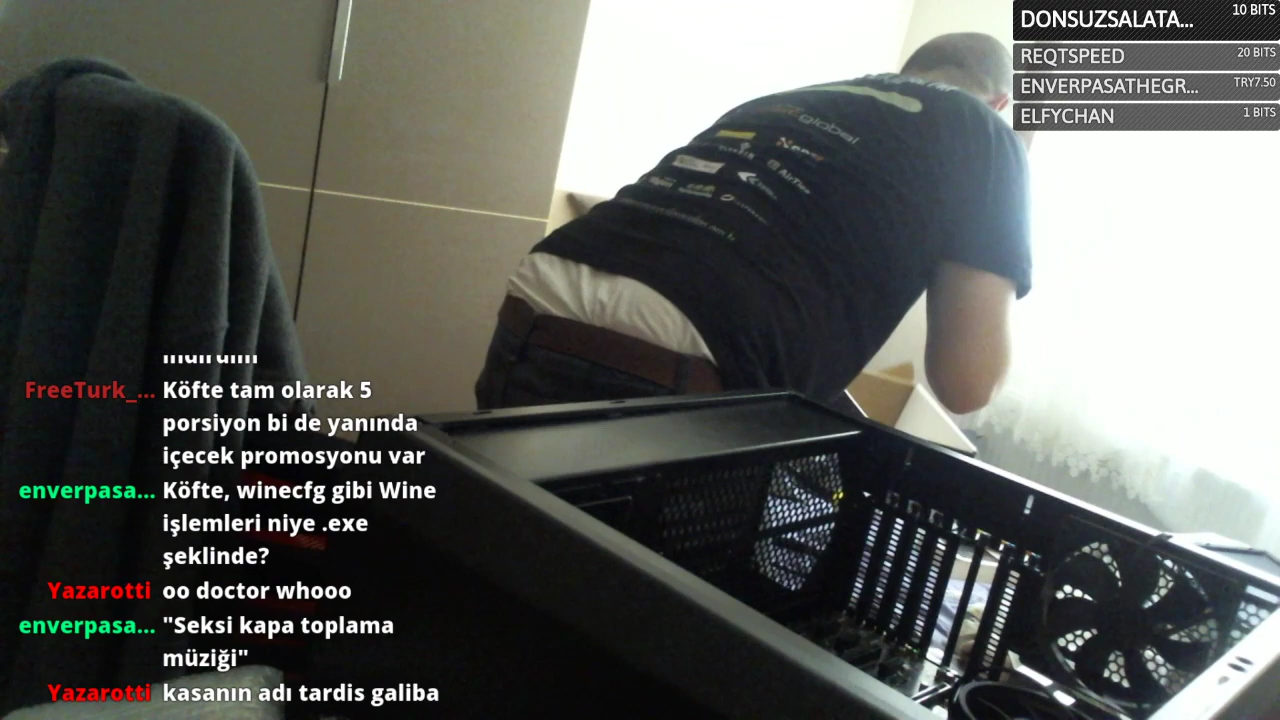 DONSUZSALATA... 10 BITS
REQTSPEED 20 BITS
ENVERPASATHEGR... TRY7.50
ELFYCHAN 1 BITS
global
AirTies
FreeTurk_... Köfte tam olarak 5
porsiyon bi de yanında
içecek promosyonu var
enverpasa... Köfte, winecfg gibi Wine
işlemleri niye .exe
şeklinde?
Yazarotti oo doctor whooo
enverpasa... "Seksi kapa toplama
müziği"
Yazarotti kasanın adı tardis galiba